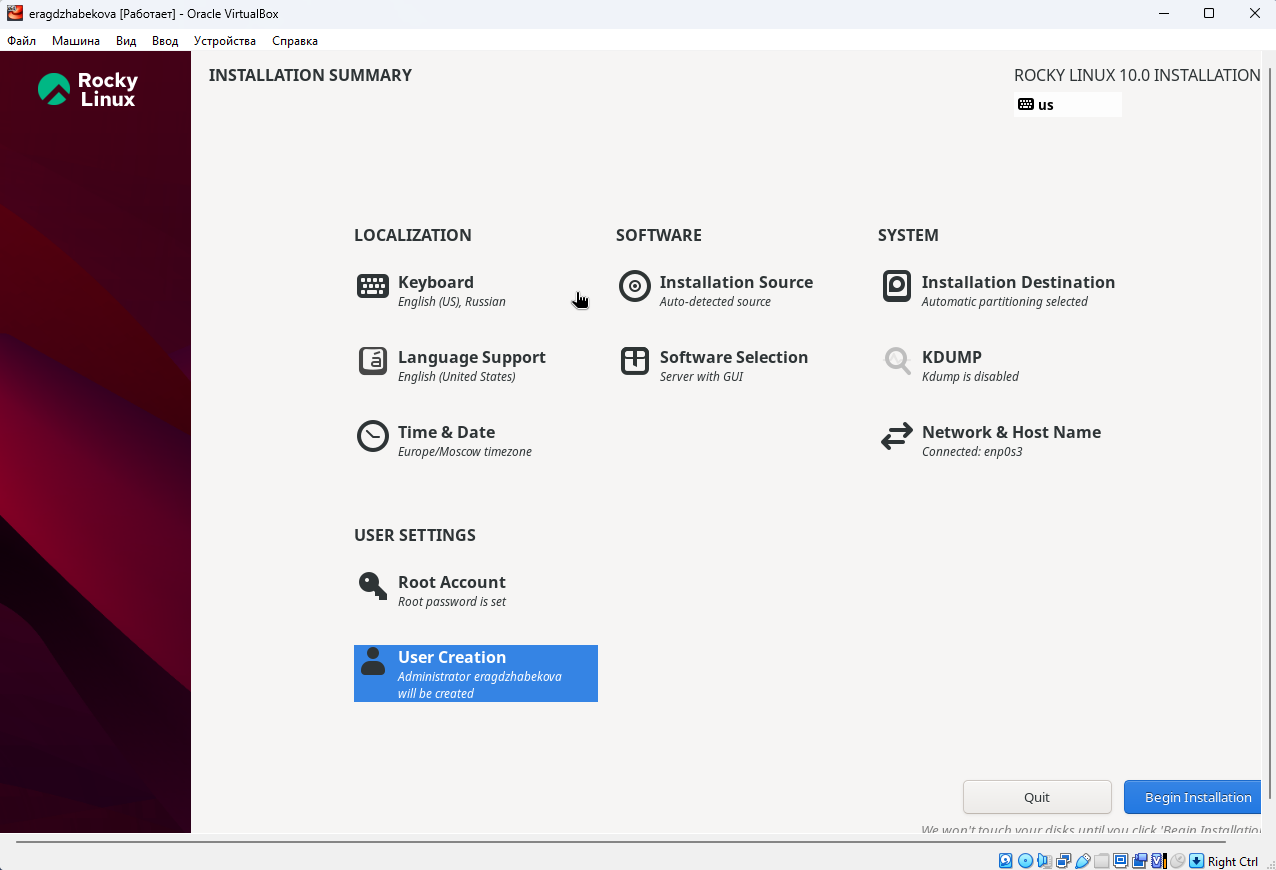 eragdzhabekova [Работает] - Oracle VirtualBox
Файл Машина Вид Ввод Устройства Справка
Rocky
Linux
INSTALLATION SUMMARY
ROCKY LINUX 10.0 INSTALLATION
us
LOCALIZATION
SOFTWARE
SYSTEM
Keyboard
English (US), Russian
Installation Source
Auto-detected source
Installation Destination
Automatic partitioning selected
Language Support
English (United States)
Software Selection
Server with GUI
KDUMP
Kdump is disabled
Time & Date
Europe/Moscow timezone
Network & Host Name
Connected: enp0s3
USER SETTINGS
Root Account
Root password is set
User Creation
Administrator eragdzhabekova
will be created
Quit
Begin Installation
We won't touch your disks until you click 'Begin Installatio
Right Ctrl